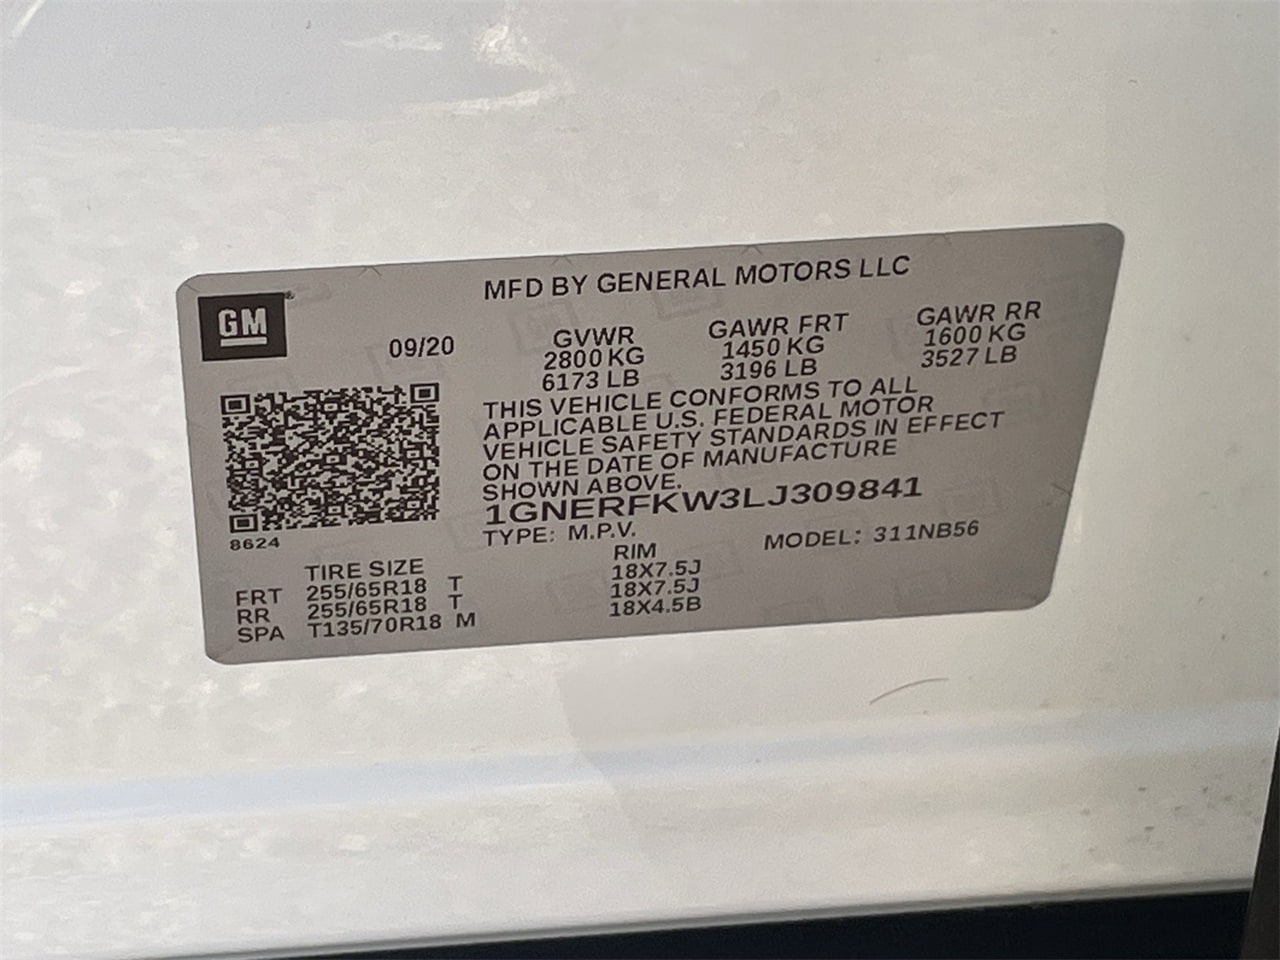 MFD BY GENERAL MOTORS LLC
GM
09/20
GVWR GAWR FRT GAWR RR
2800 KG 1450 KG 1600 KG
6173 LB 3196 LB 3527 LB
THIS VEHICLE CONFORMS TO ALL
APPLICABLE U.S. FEDERAL MOTOR
VEHICLE SAFETY STANDARDS IN EFFECT
ON THE DATE OF MANUFACTURE
SHOWN ABOVE.
1GNERFKW3LJ309841
TYPE: M.P.V. MODEL: 311NB56
8624
TIRE SIZE RIM
FRT 255/65R18 T 18X7.5J
RR 255/65R18 T 18X7.5J
SPA T135/70R18 M 18X4.5B